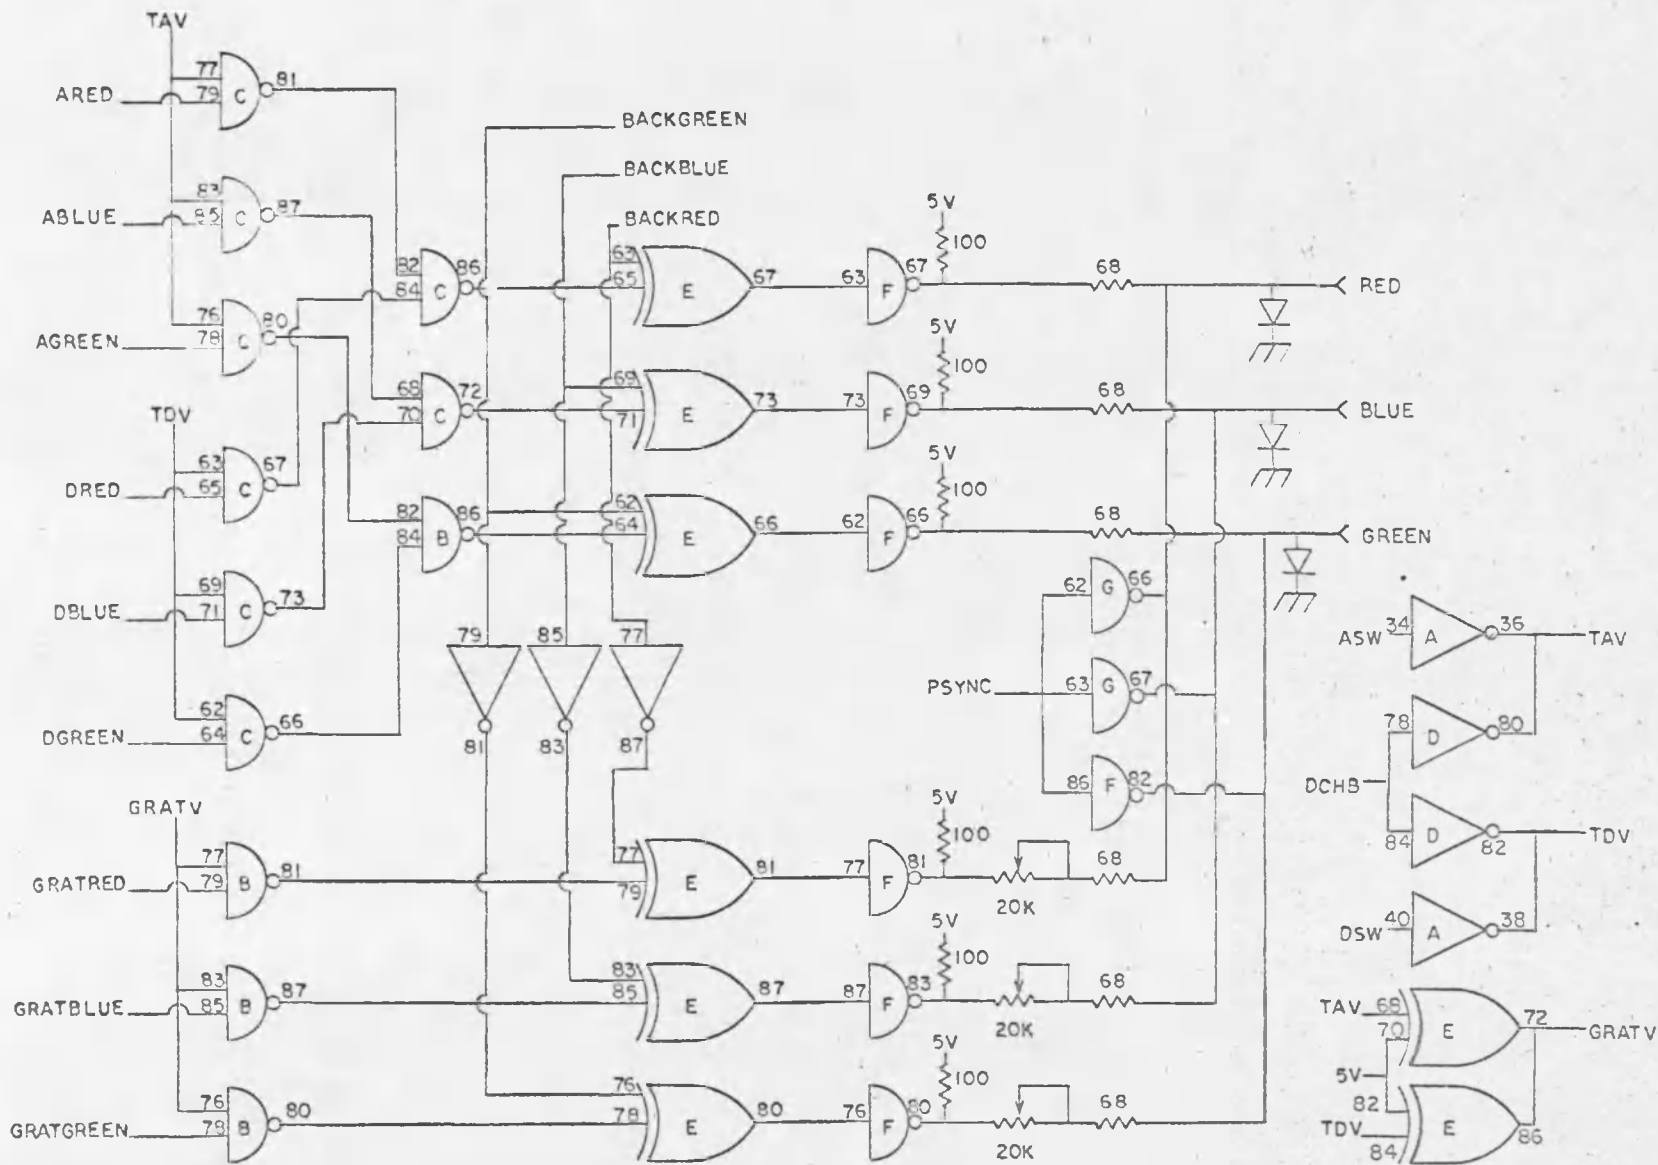 TAV
77
79
C
81
ARED
BACKGREEN
83
85
C
87
ABLUE
BACKBLUE
BACKRED
5V
100
76
78
C
80
AGREEN
82
84
C
86
63
65
E
67
63
F
67
68
RED
5V
100
TDV
68
70
C
72
69
71
E
73
73
F
69
68
BLUE
5V
100
63
65
C
67
DRED
82
84
B
86
62
64
E
66
62
F
66
68
GREEN
69
71
C
73
DBLUE
62
G
66
34
A
36
ASW
TAV
79
85
77
PSYNC
63
G
67
62
64
C
66
DGREEN
78
D
80
81
83
87
86
F
82
DCHB
GRATV
5V
100
84
D
82
TDV
77
79
B
81
GRATRED
77
79
E
81
77
F
81
20K
68
40
A
38
DSW
5V
100
83
85
B
87
GRATBLUE
83
85
E
87
87
F
83
20K
68
TAV
68
70
E
72
GRATV
5V
100
5V
76
78
B
80
GRATGREEN
76
78
E
80
76
F
80
20K
68
82
TDV
84
E
86